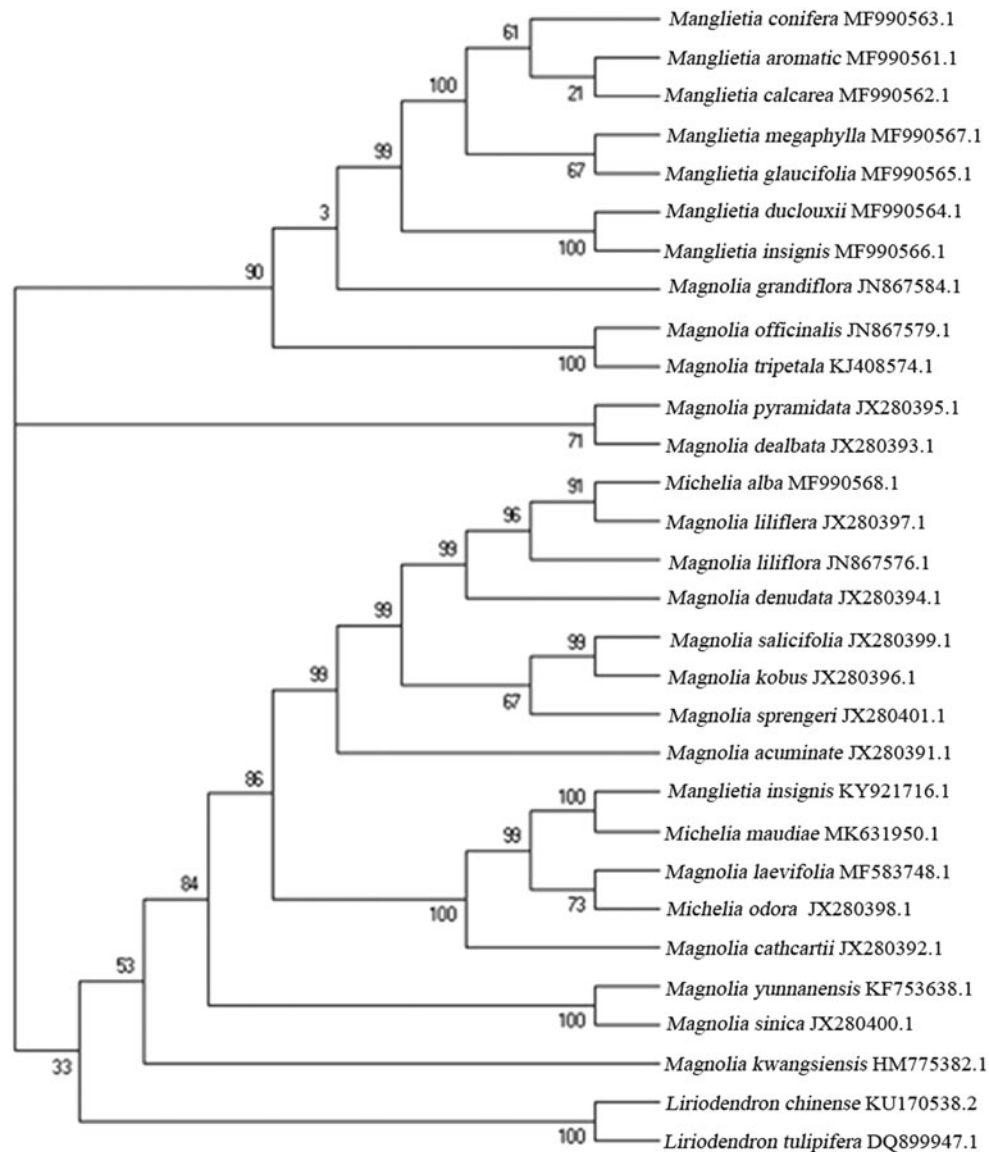 61
Manglietia conifera MF990563.1
Manglietia aromatic MF990561.1
21
Manglietia calcarea MF990562.1
100
Manglietia megaphylla MF990567.1
67
Manglietia glaucifolia MF990565.1
99
Manglietia duclouxii MF990564.1
100
Manglietia insignis MF990566.1
3
Magnolia grandiflora JN867584.1
90
Magnolia officinalis JN867579.1
100
Magnolia tripetala KJ408574.1
Magnolia pyramidata JX280395.1
71
Magnolia dealbata JX280393.1
91
Michelia alba MF990568.1
Magnolia liliflera JX280397.1
96
Magnolia liliflora JN867576.1
99
Magnolia denudata JX280394.1
99
99
Magnolia salicifolia JX280399.1
Magnolia kobus JX280396.1
67
Magnolia sprengeri JX280401.1
99
Magnolia acuminate JX280391.1
86
100
Manglietia insignis KY921716.1
Michelia maudiae MK631950.1
99
Magnolia laevifolia MF583748.1
73
Michelia odora JX280398.1
100
Magnolia cathcartii JX280392.1
84
Magnolia yunnanensis KF753638.1
100
Magnolia sinica JX280400.1
53
Magnolia kwangsiensis HM775382.1
33
Liriodendron chinense KU170538.2
100
Liriodendron tulipifera DQ899947.1